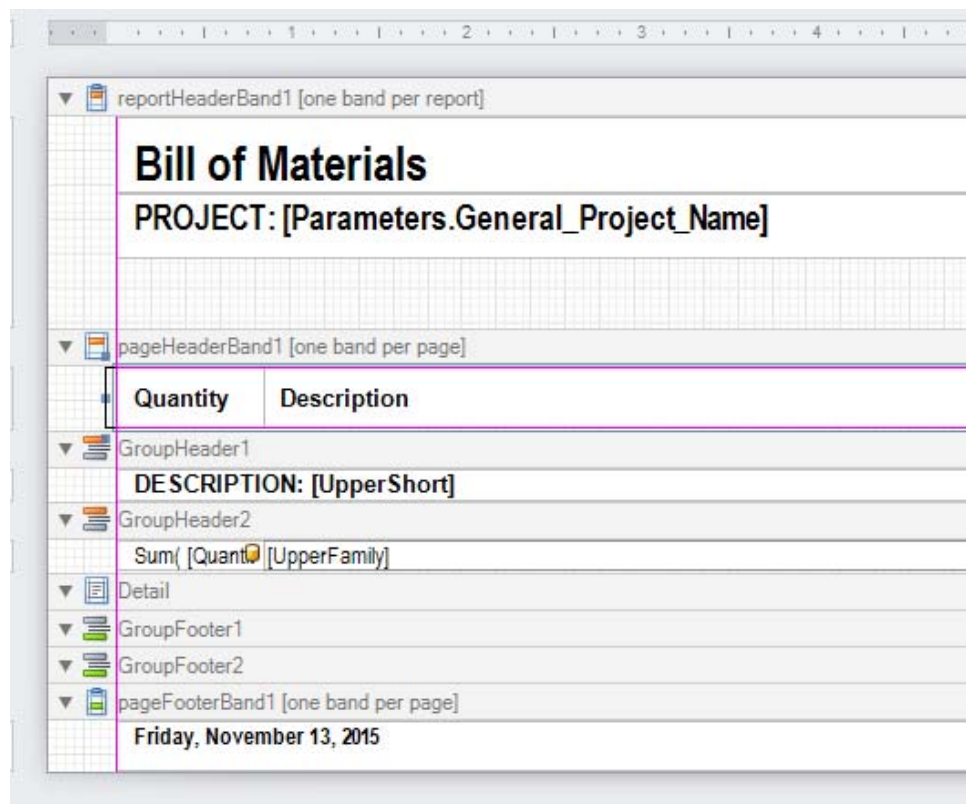 1 2 3 4
reportHeaderBand1 [one band per report]
Bill of Materials
PROJECT: [Parameters.General_Project_Name]
pageHeaderBand1 [one band per page]
Quantity Description
GroupHeader1
DESCRIPTION: [UpperShort]
GroupHeader2
Sum( [Quanti [UpperFamily]
Detail
GroupFooter1
GroupFooter2
pageFooterBand1 [one band per page]
Friday, November 13, 2015